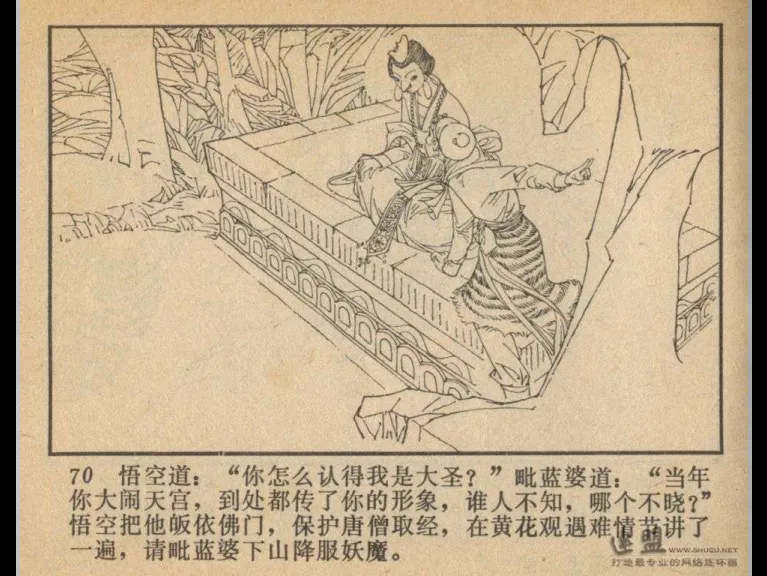 70 悟空道：“你怎么认得我是大圣？”毗蓝婆道：“当年
你大闹天宫，到处都传了你的形象，谁人不知，哪个不晓？”
悟空把他皈依佛门，保护唐僧取经，在黄花观遇难情节讲了
一遍，请毗蓝婆下山降服妖魔。
连盟 WWW.SHUQU.NET
打造最专业的网络连环画